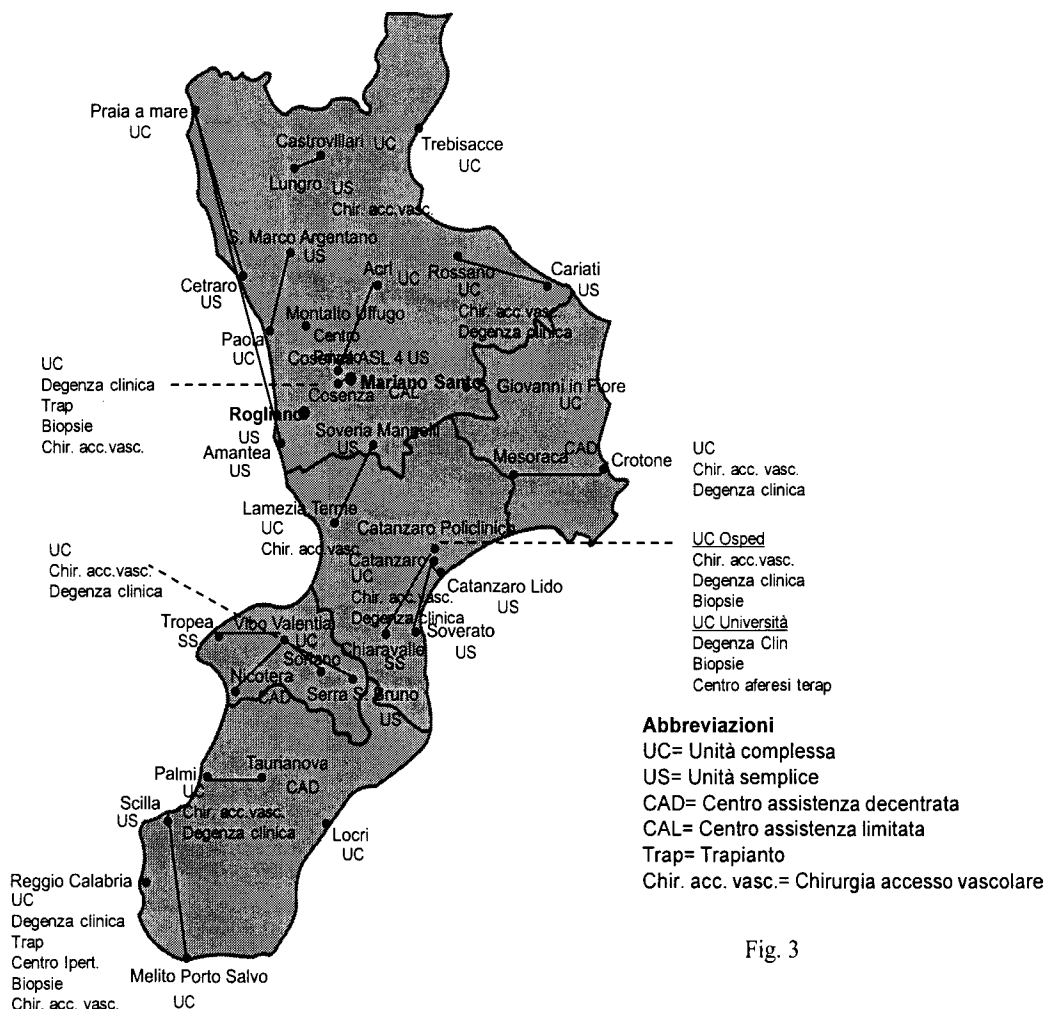 Praia a mare
UC
Castrovillari UC
Trebisacce
UC
Lungro US
Chir. acc.vasc.
S. Marco Argentano
US
Acri UC
Rossano
UC
Chir. acc.vasc.
Degenza clinica
Cariati
US
Cetraro
US
Montalto Uffugo
Centro
Paola
UC
Cosenza ASL 4 US
UC
Degenza clinica
Trap
Biopsie
Chir. acc.vasc.
Mariano Santo
Cosenza CAL
Giovanni in Fiore
UC
Rogliano
US
Amantea
US
Soveria Mannelli
US
Mesoraca
CAD
Crotone
UC
Chir. acc. vasc.
Degenza clinica
Lamezia Terme
UC
Chir. acc.vasc.
Catanzaro Policlinico
Catanzaro
UC
Chir. acc.vasc.
Degenza clinica
Catanzaro Lido
US
UC Osped
Chir. acc.vasc.
Degenza clinica
Biopsie
UC Università
Degenza Clin
Biopsie
Centro aferesi terap
UC
Chir. acc.vasc.
Degenza clinica
Tropea
SS
Vibo Valentia
UC
Soriano
Chiaravalle
SS
Soverato
US
Nicotera
CAD
Serra S. Bruno
US
Palmi
UC
Chir. acc.vasc.
Degenza clinica
Taurianova
CAD
Scilla
US
Locri
UC
Reggio Calabria
UC
Degenza clinica
Trap
Centro Ipert.
Biopsie
Chir. acc. vasc.
Melito Porto Salvo
UC
Abbreviazioni
UC= Unità complessa
US= Unità semplice
CAD= Centro assistenza decentrata
CAL= Centro assistenza limitata
Trap= Trapianto
Chir. acc. vasc.= Chirurgia accesso vascolare
Fig. 3